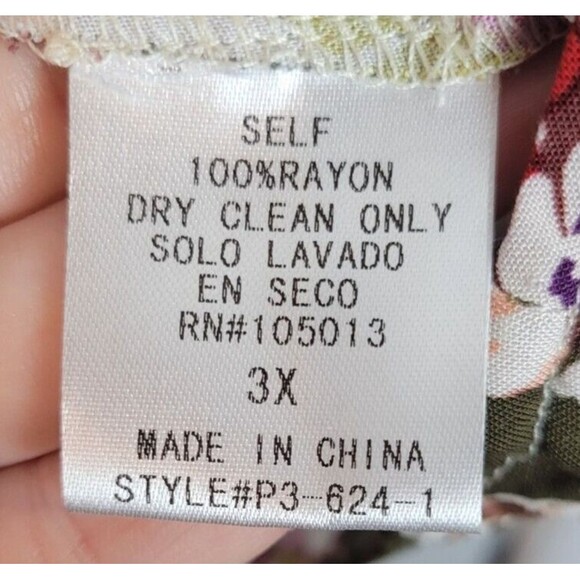 SELF
100%RAYON
DRY CLEAN ONLY
SOLO LAVADO
EN SECO
RN#105013
3X
MADE IN CHINA
STYLE#P3-624-1